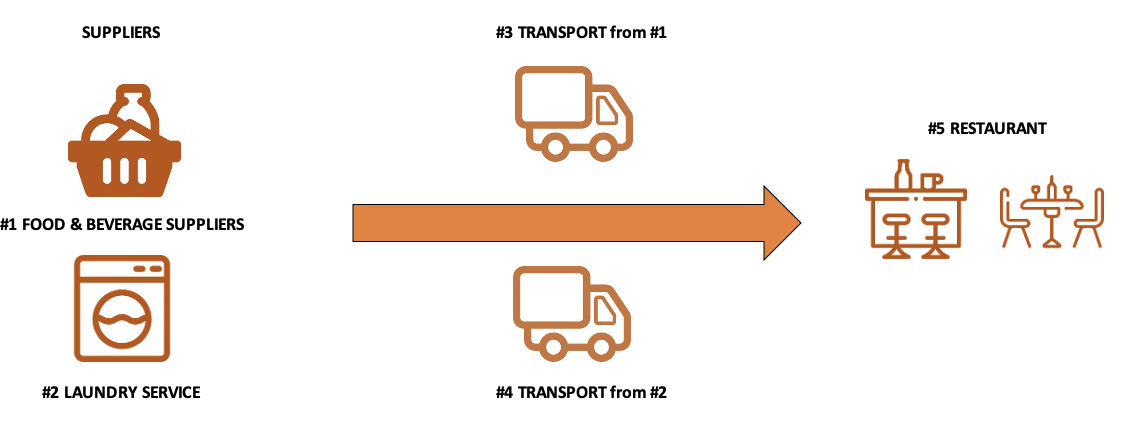 SUPPLIERS
#3 TRANSPORT from #1
#5 RESTAURANT
#1 FOOD & BEVERAGE SUPPLIERS
#2 LAUNDRY SERVICE
#4 TRANSPORT from #2